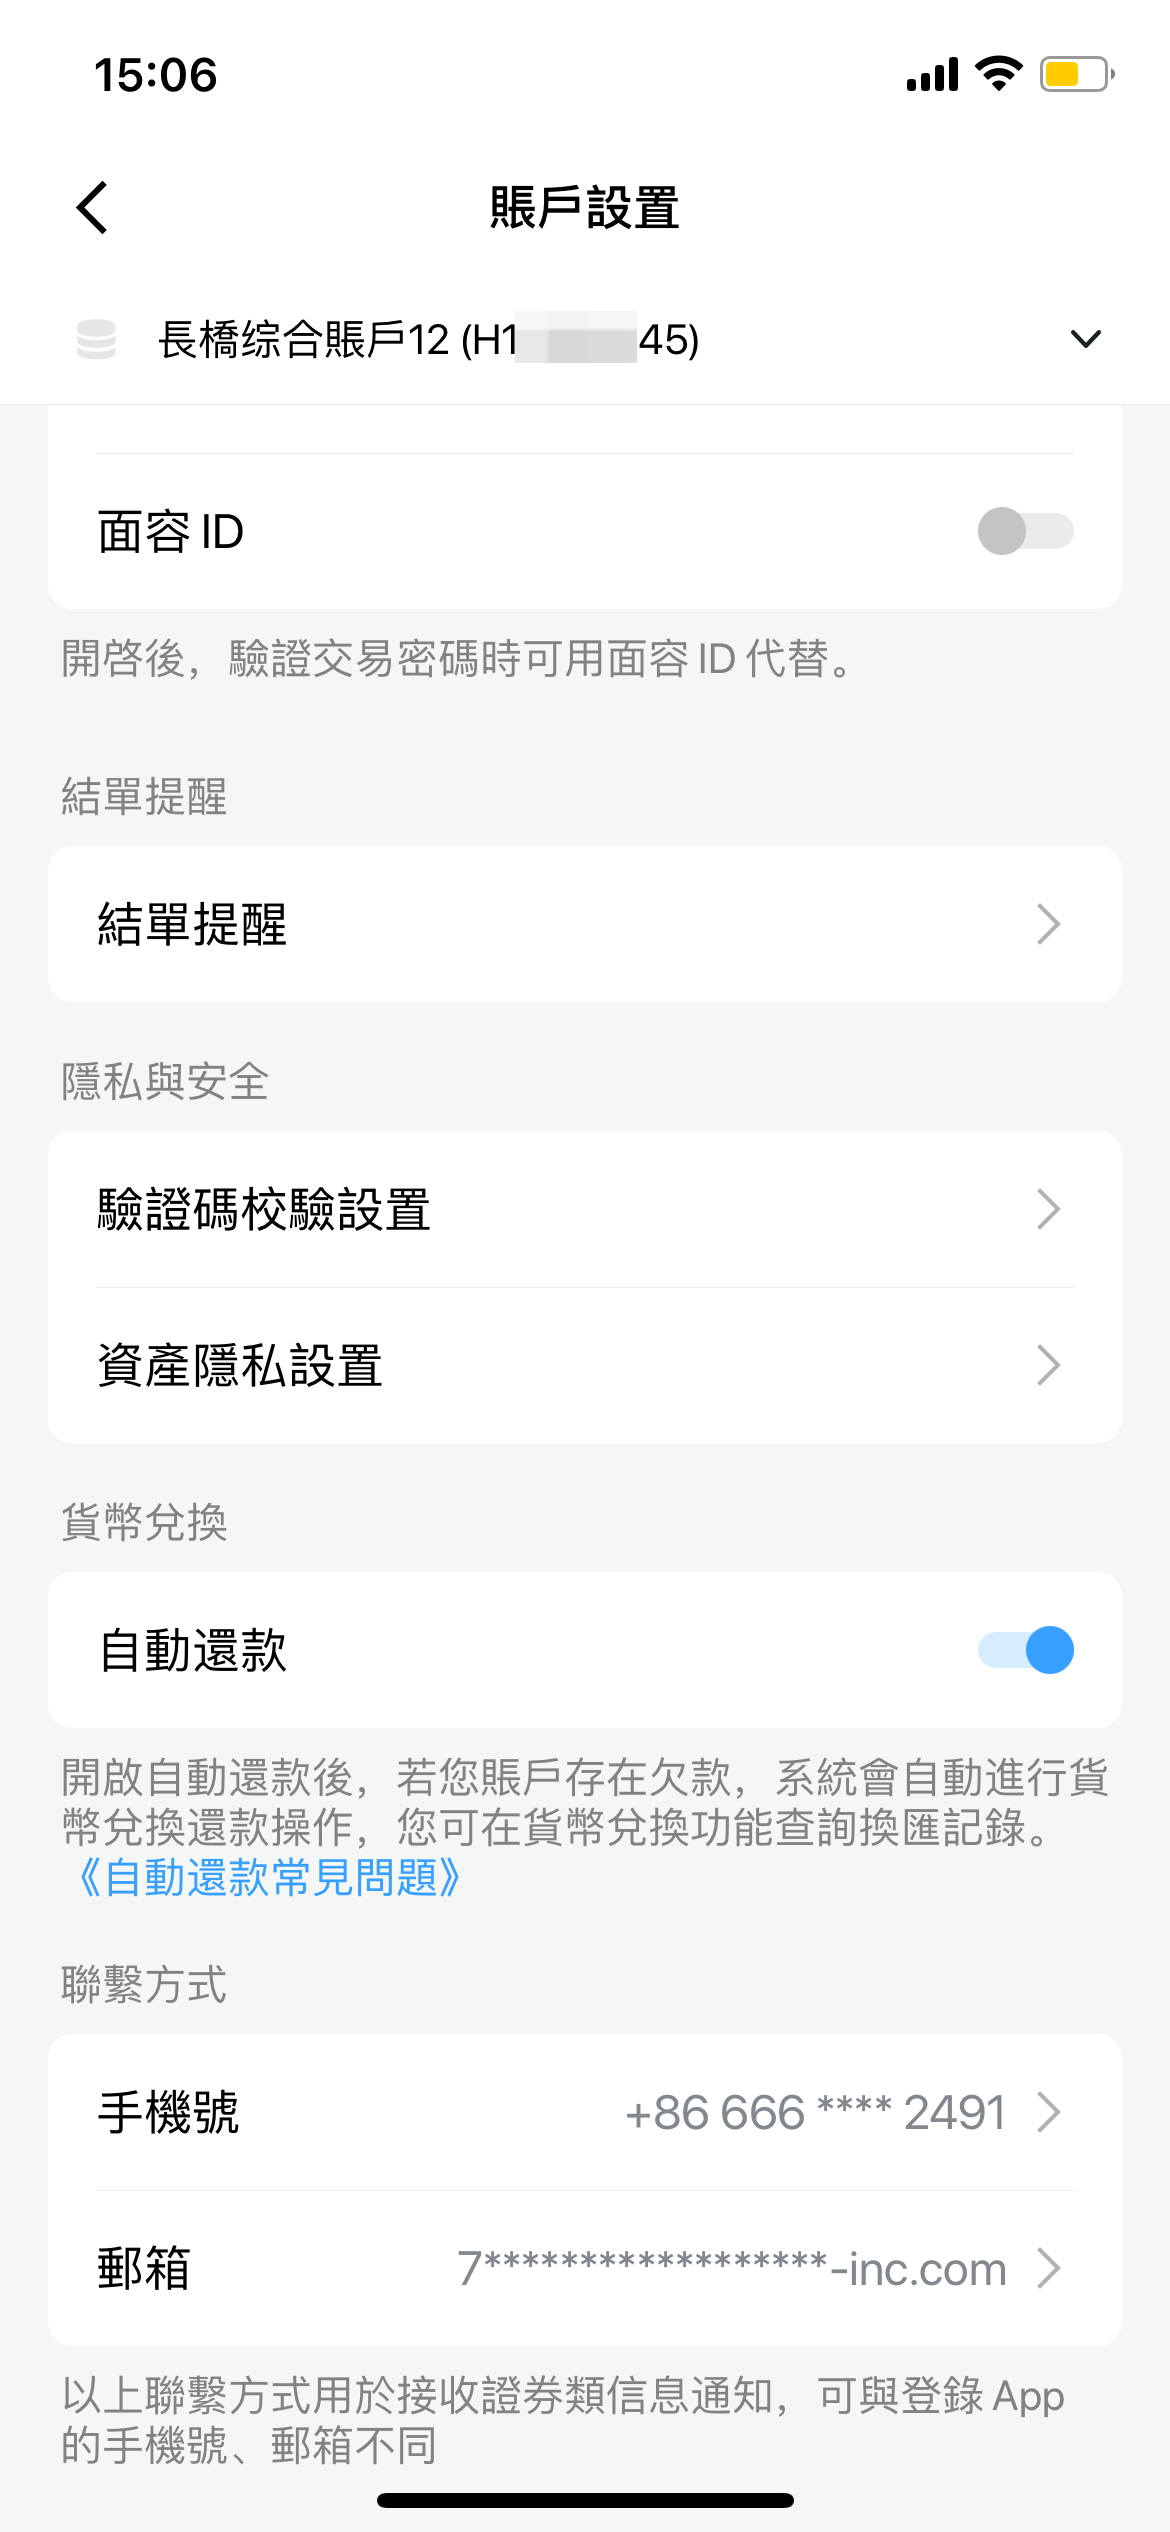 15:06
賬戶設置
長橋综合賬戶12 (H1 45)
面容 ID
開啓後，驗證交易密碼時可用面容 ID 代替。
結單提醒
結單提醒
隱私與安全
驗證碼校驗設置
資產隱私設置
貨幣兌換
自動還款
開啟自動還款後，若您賬戶存在欠款，系統會自動進行貨
幣兌換還款操作，您可在貨幣兌換功能查詢換匯記錄。
《自動還款常見問題》
聯繫方式
手機號 +86 666 **** 2491
郵箱 7******************-inc.com
以上聯繫方式用於接收證券類信息通知，可與登錄 App
的手機號、郵箱不同